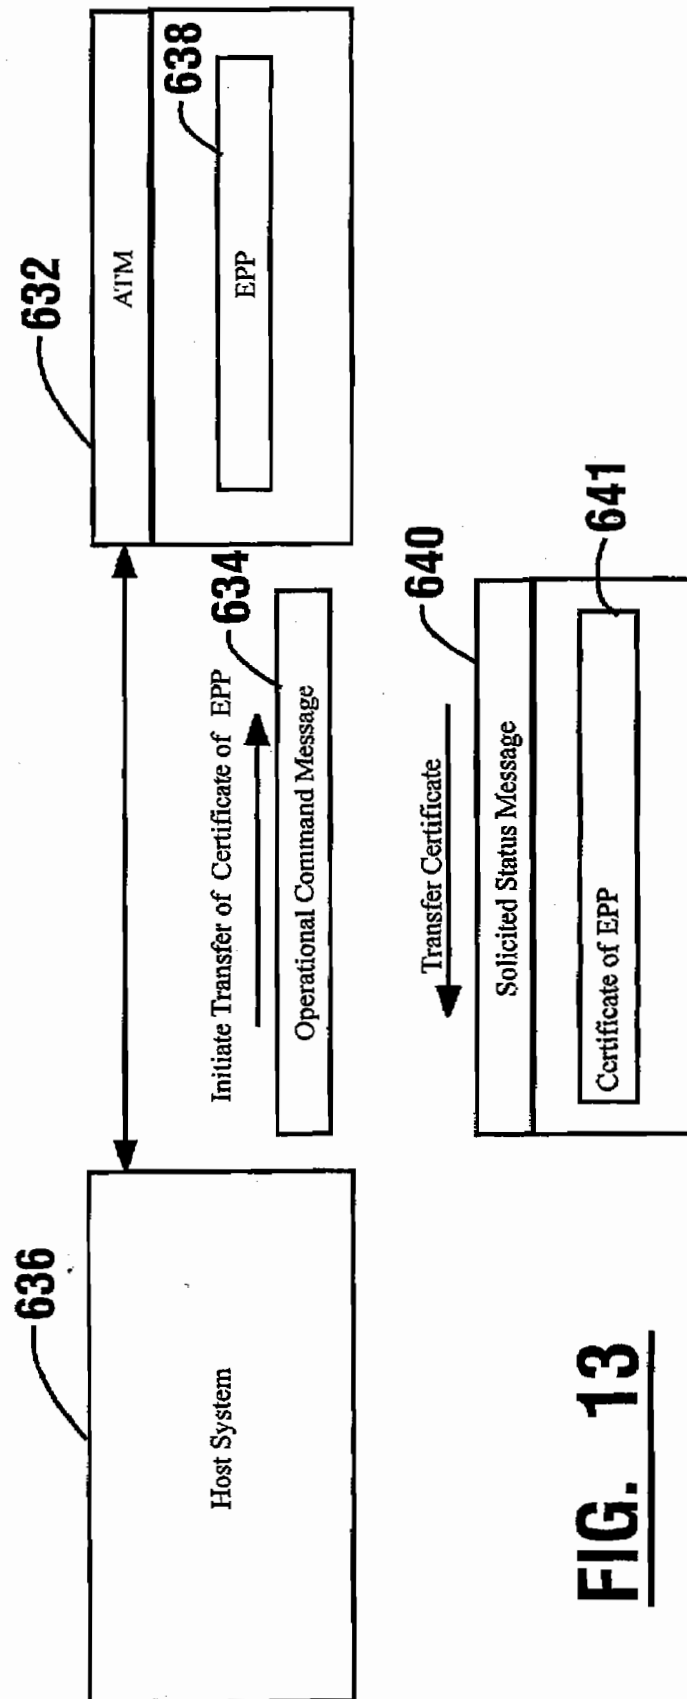 636
Host System
632
ATM
638
EPP
Initiate Transfer of Certificate of EPP
634
Operational Command Message
Transfer Certificate
640
Solicited Status Message
641
Certificate of EPP
FIG. 13